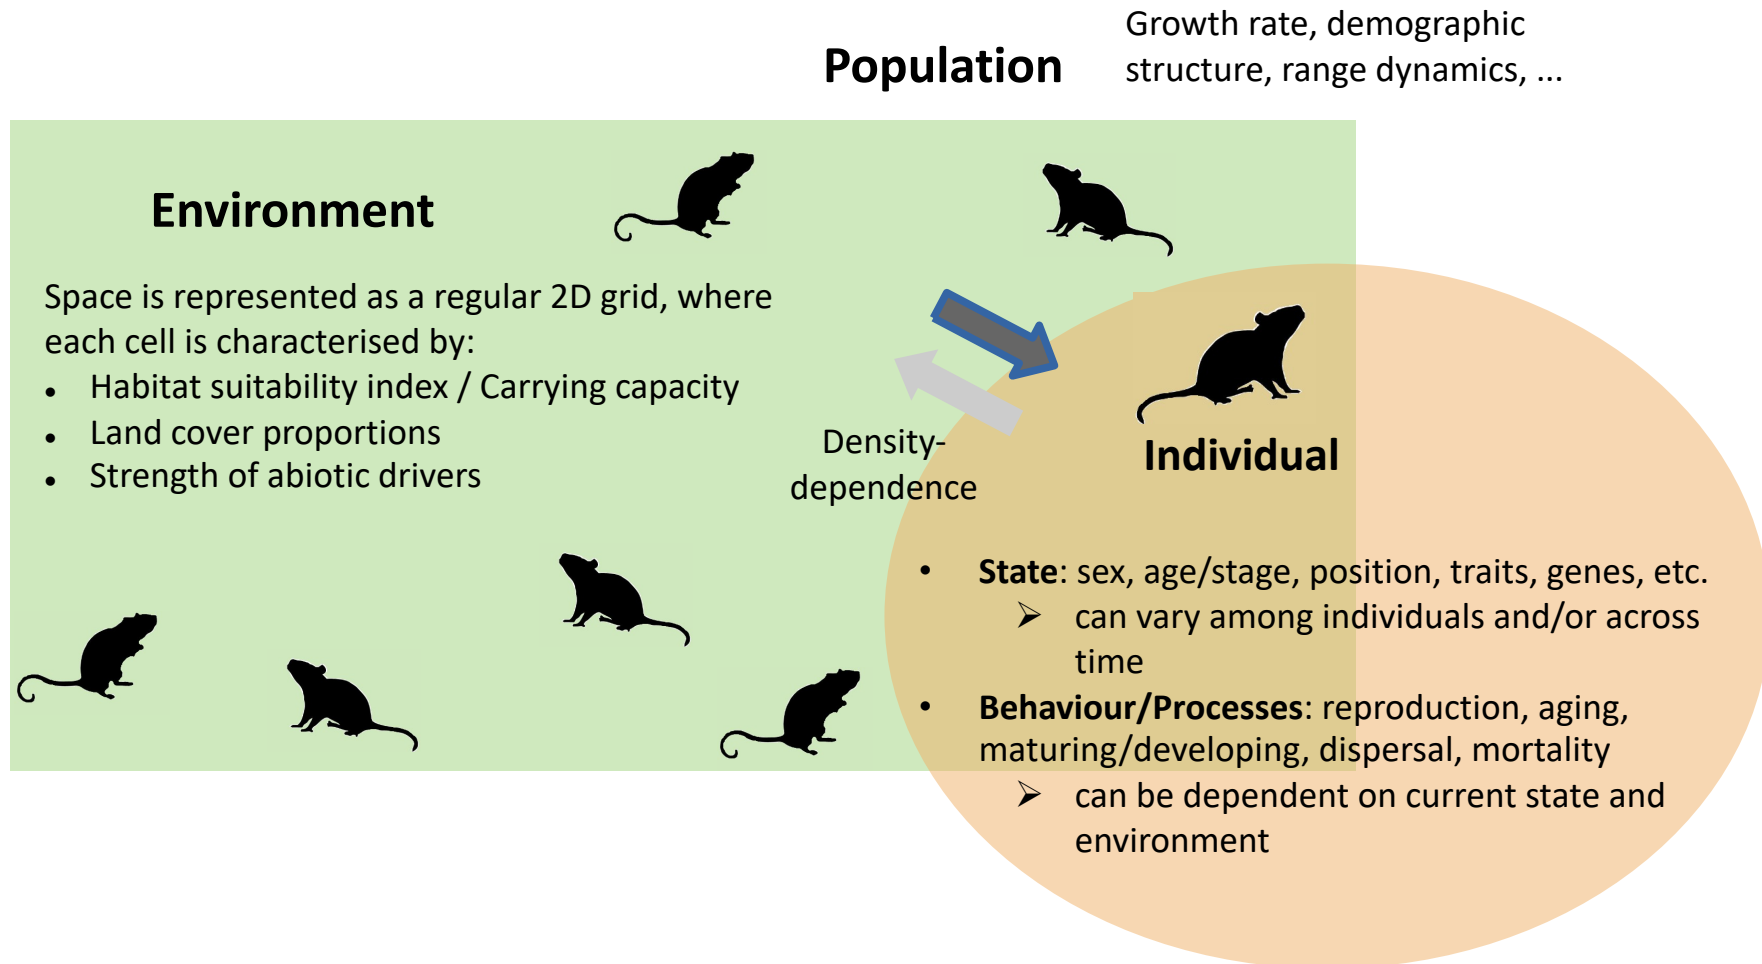 Population
Growth rate, demographic
structure, range dynamics, ...
Environment
Space is represented as a regular 2D grid, where
each cell is characterised by:
• Habitat suitability index / Carrying capacity
• Land cover proportions
• Strength of abiotic drivers
Density-
dependence
Individual
• State: sex, age/stage, position, traits, genes, etc.
➢ can vary among individuals and/or across
time
• Behaviour/Processes: reproduction, aging,
maturing/developing, dispersal, mortality
➢ can be dependent on current state and
environment